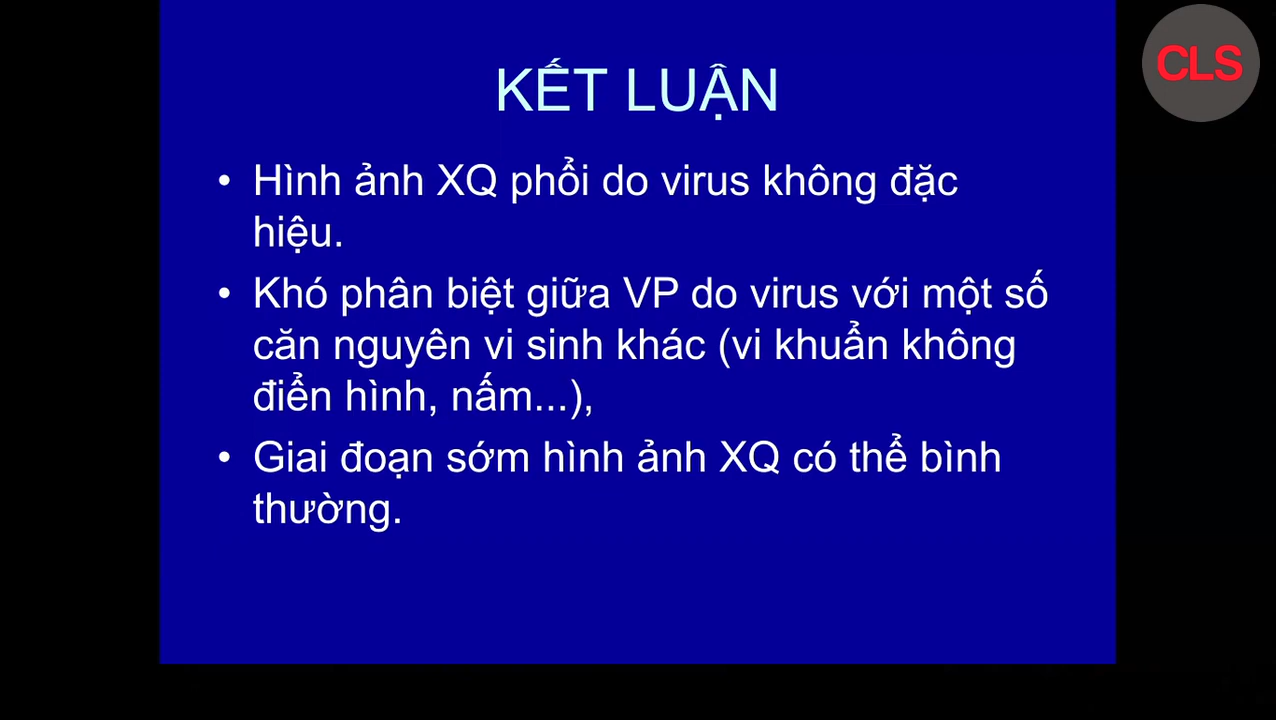 CLS
KẾT LUẬN
• Hình ảnh XQ phổi do virus không đặc
hiệu.
• Khó phân biệt giữa VP do virus với một số
căn nguyên vi sinh khác (vi khuẩn không
điển hình, nấm...),
• Giai đoạn sớm hình ảnh XQ có thể bình
thường.